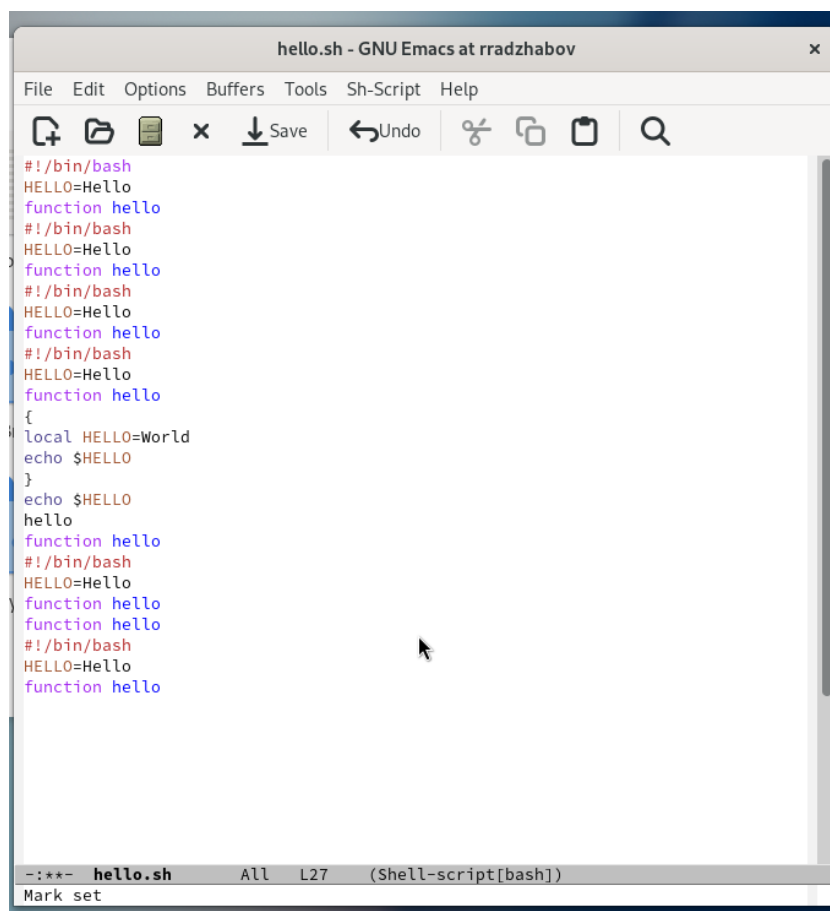 hello.sh - GNU Emacs at rradzhabov ×
File Edit Options Buffers Tools Sh-Script Help
Save Undo
#!/bin/bash
HELLO=Hello
function hello
#!/bin/bash
HELLO=Hello
function hello
#!/bin/bash
HELLO=Hello
function hello
#!/bin/bash
HELLO=Hello
function hello
{
local HELLO=World
echo $HELLO
}
echo $HELLO
hello
function hello
#!/bin/bash
HELLO=Hello
function hello
function hello
#!/bin/bash
HELLO=Hello
function hello
-:**- hello.sh All L27 (Shell-script[bash])
Mark set